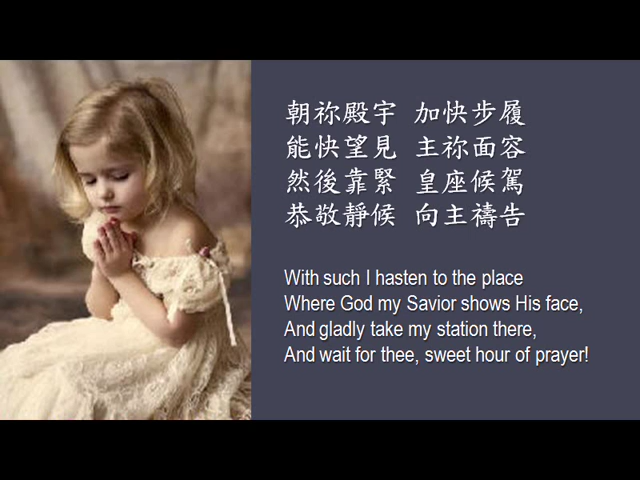 朝祢殿宇 加快步履
能快望見 主祢面容
然後靠緊 皇座候駕
恭敬靜候 向主禱告
With such I hasten to the place
Where God my Savior shows His face,
And gladly take my station there,
And wait for thee, sweet hour of prayer!